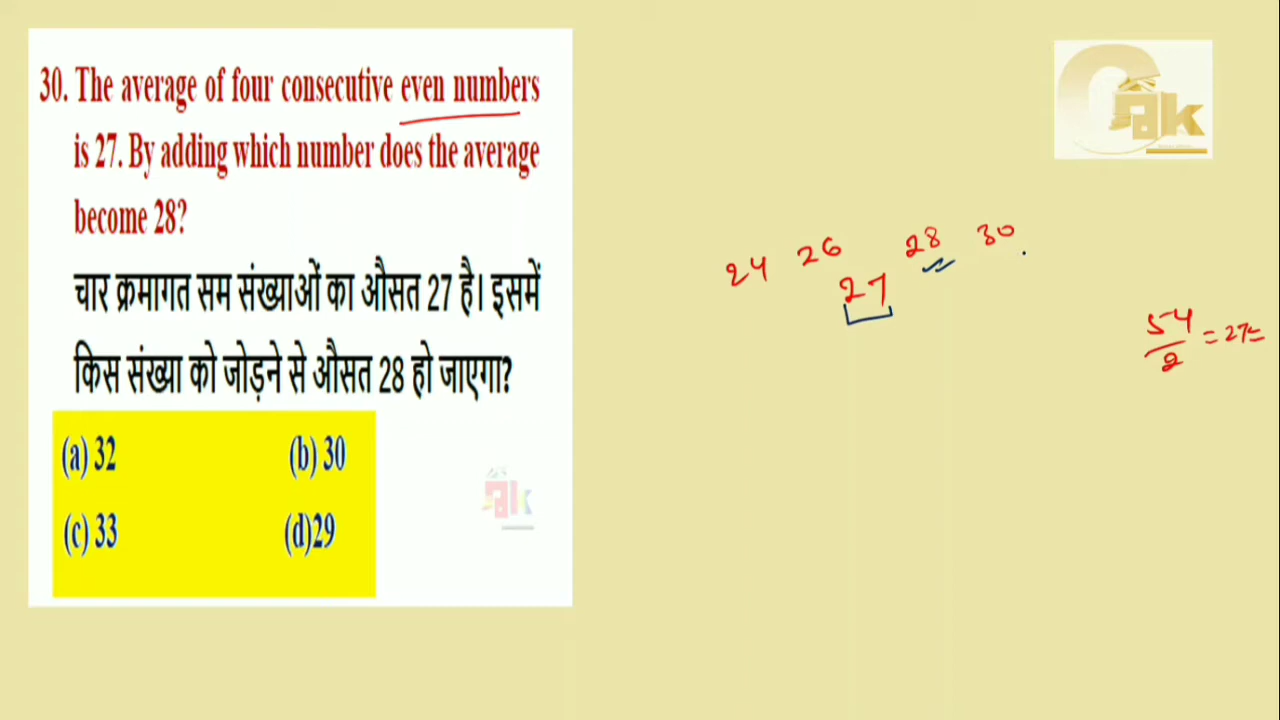 30. The average of four consecutive even numbers
is 27. By adding which number does the average
become 28?
चार क्रमागत सम संख्याओं का औसत 27 है। इसमें
किस संख्या को जोड़ने से औसत 28 हो जाएगा?
(a) 32 (b) 30
(c) 33 (d)29
24 26 28 30
27
54/2 = 27=